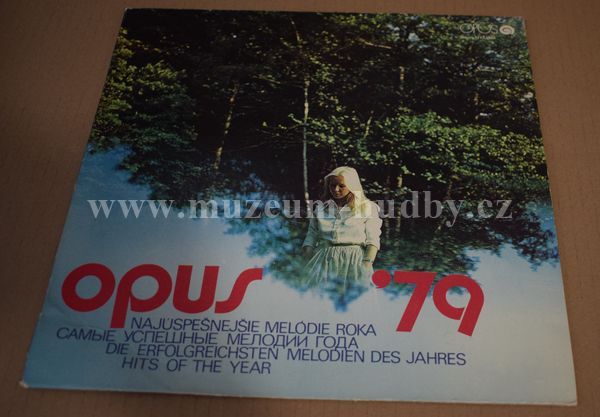 OPUS
www.muzeum-hudby.cz
opus '79
NAJÚSPEŠNEJŠIE MELÓDIE ROKA
САМЫЕ УСПЕШНЫЕ МЕЛОДИИ ГОДА
DIE ERFOLGREICHSTEN MELODIEN DES JAHRES
HITS OF THE YEAR